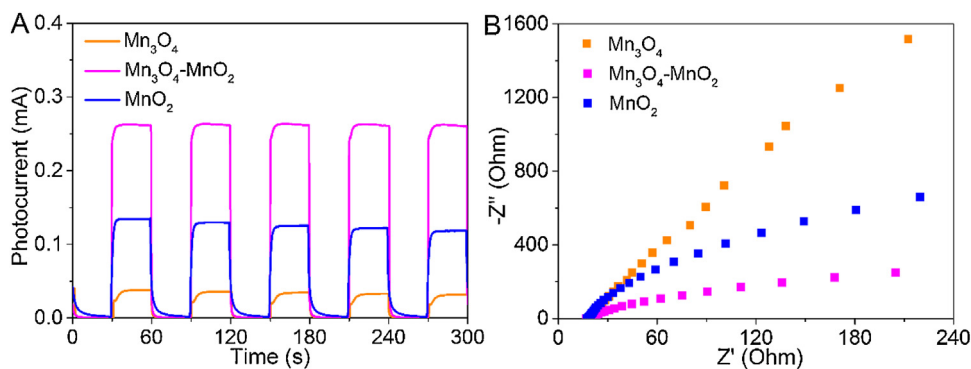 A
Photocurrent (mA)
0.4
0.3
0.2
0.1
0.0
Mn₃O₄
Mn₃O₄-MnO₂
MnO₂
0 60 120 180 240 300
Time (s)
B
-Z'' (Ohm)
1600
1200
800
400
0
Mn₃O₄
Mn₃O₄-MnO₂
MnO₂
0 60 120 180 240
Z' (Ohm)